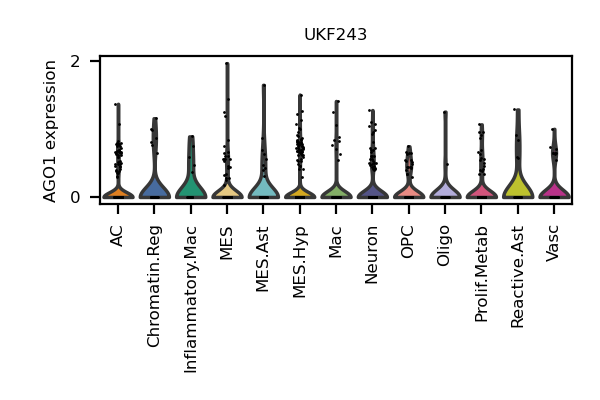 UKF243
AGO1 expression
2
0
AC
Chromatin.Reg
Inflammatory.Mac
MES
MES.Ast
MES.Hyp
Mac
Neuron
OPC
Oligo
Prolif.Metab
Reactive.Ast
Vasc